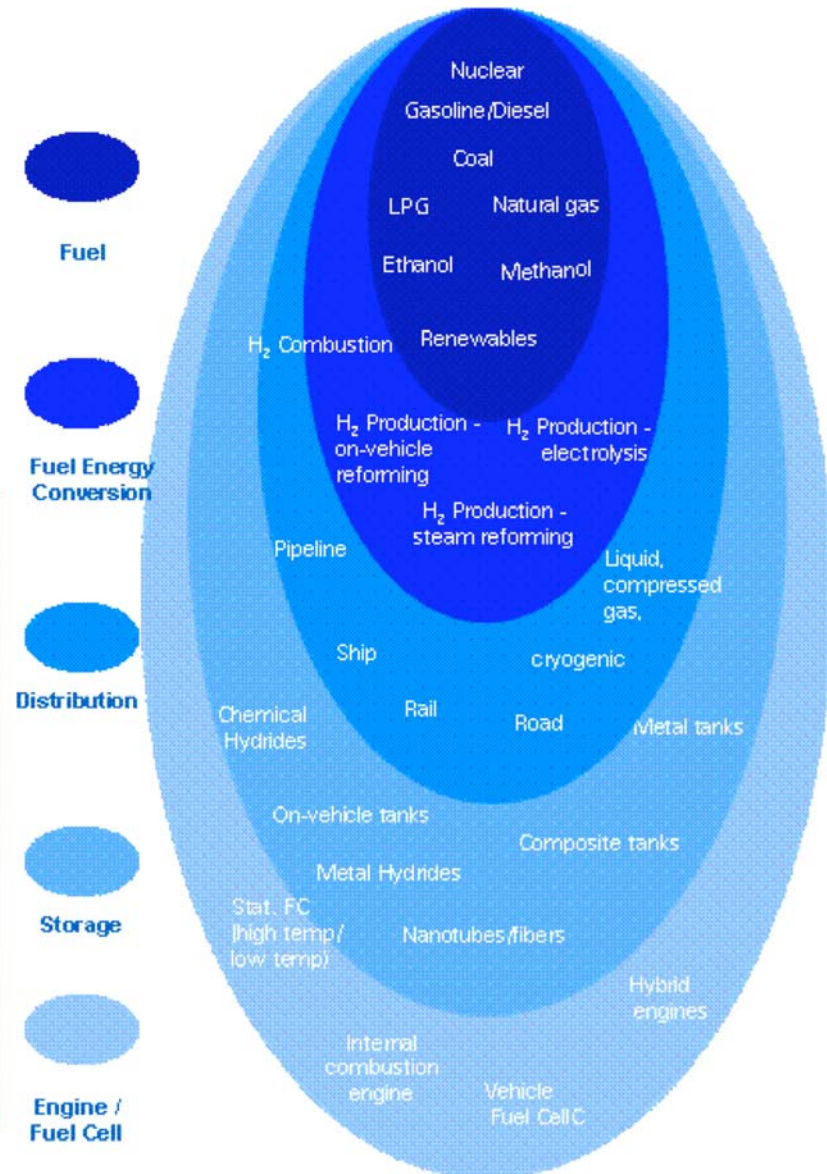 Nuclear
Gasoline/Diesel
Coal
LPG
Natural gas
Ethanol
Methanol
Renewables
H₂ Combustion
H₂ Production -
on-vehicle
reforming
H₂ Production -
electrolysis
H₂ Production -
steam reforming
Pipeline
Liquid,
compressed
gas,
Ship
cryogenic
Rail
Road
Chemical
Hydrides
Metal tanks
On-vehicle tanks
Composite tanks
Metal Hydrides
Stat. FC
(high temp/
low temp)
Nanotubes/fibers
Hybrid
engines
Internal
combustion
engine
Vehicle
Fuel CellC
Fuel
Fuel Energy
Conversion
Distribution
Storage
Engine /
Fuel Cell